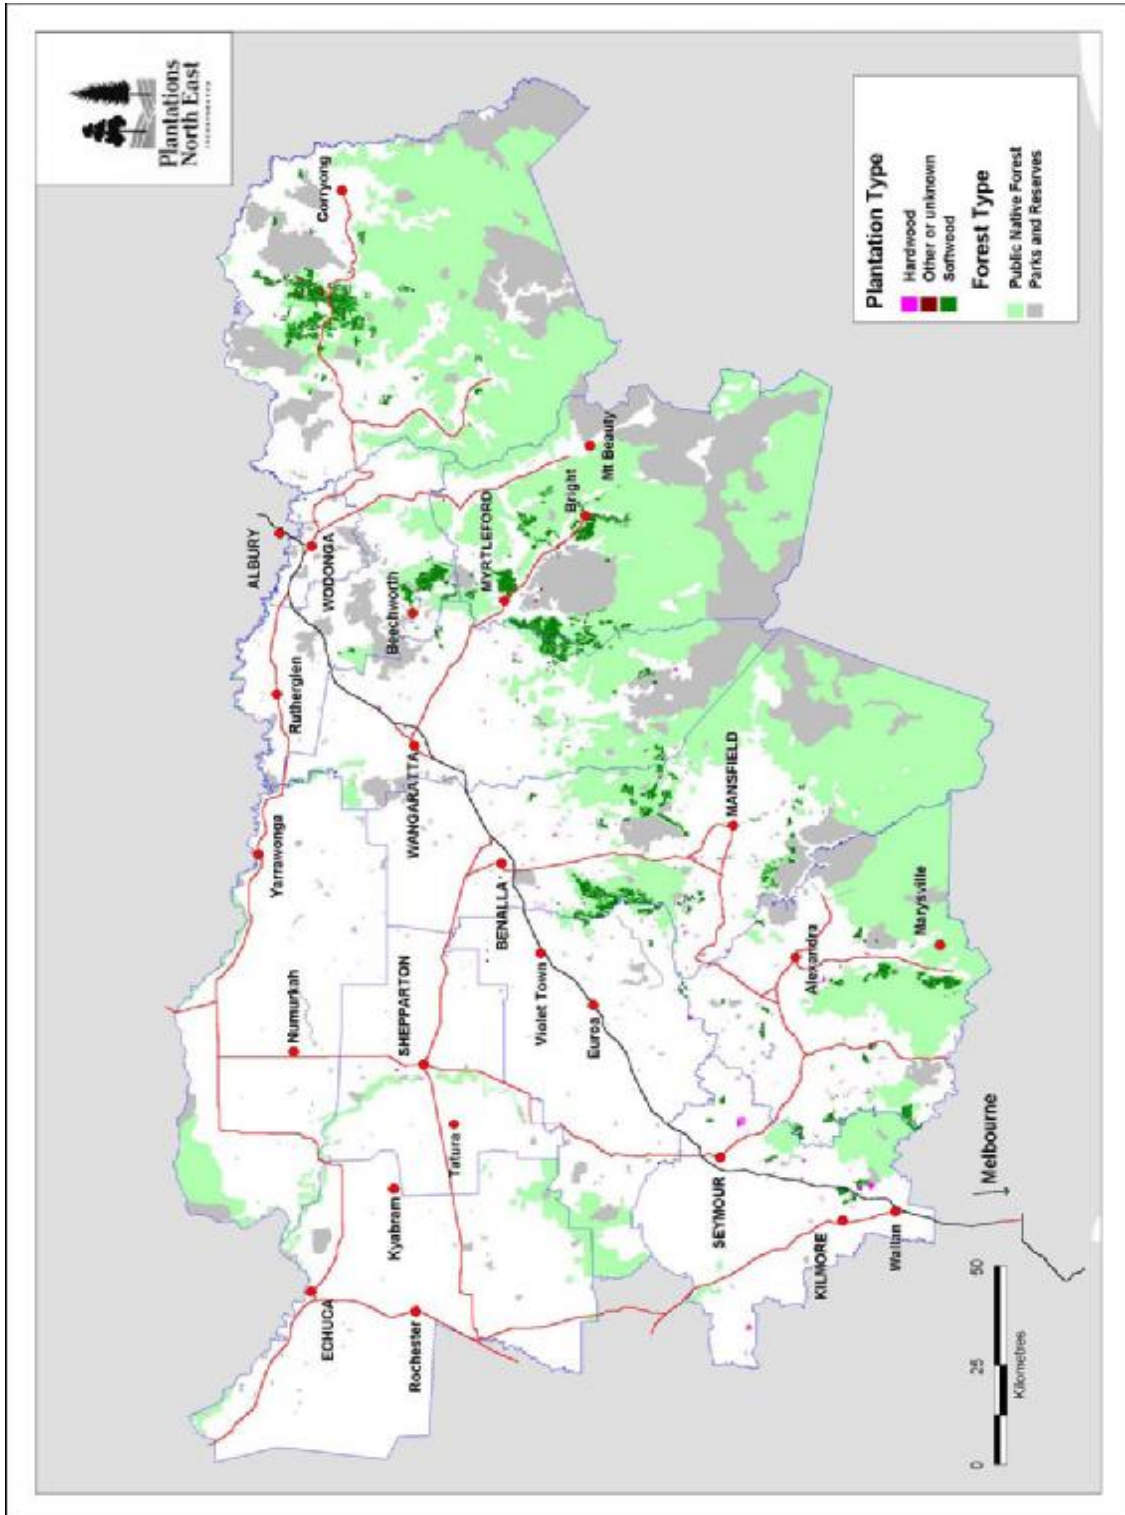 Plantations
North East
INCORPORATED
Corryong
ALBURY
WODONGA
Rutherglen
Beechworth
MYRTLEFORD
Bright
Mt Beauty
Yarrawonga
WANGARATTA
Numurkah
SHEPPARTON
BENALLA
MANSFIELD
Violet Town
Euroa
Alexandra
Marysville
ECHUCA
Kyabram
Tatura
Rochester
SEYMOUR
KILMORE
Wallan
Melbourne
Plantation Type
Hardwood
Other or unknown
Softwood
Forest Type
Public Native Forest
Parks and Reserves
0 25 50
Kilometres